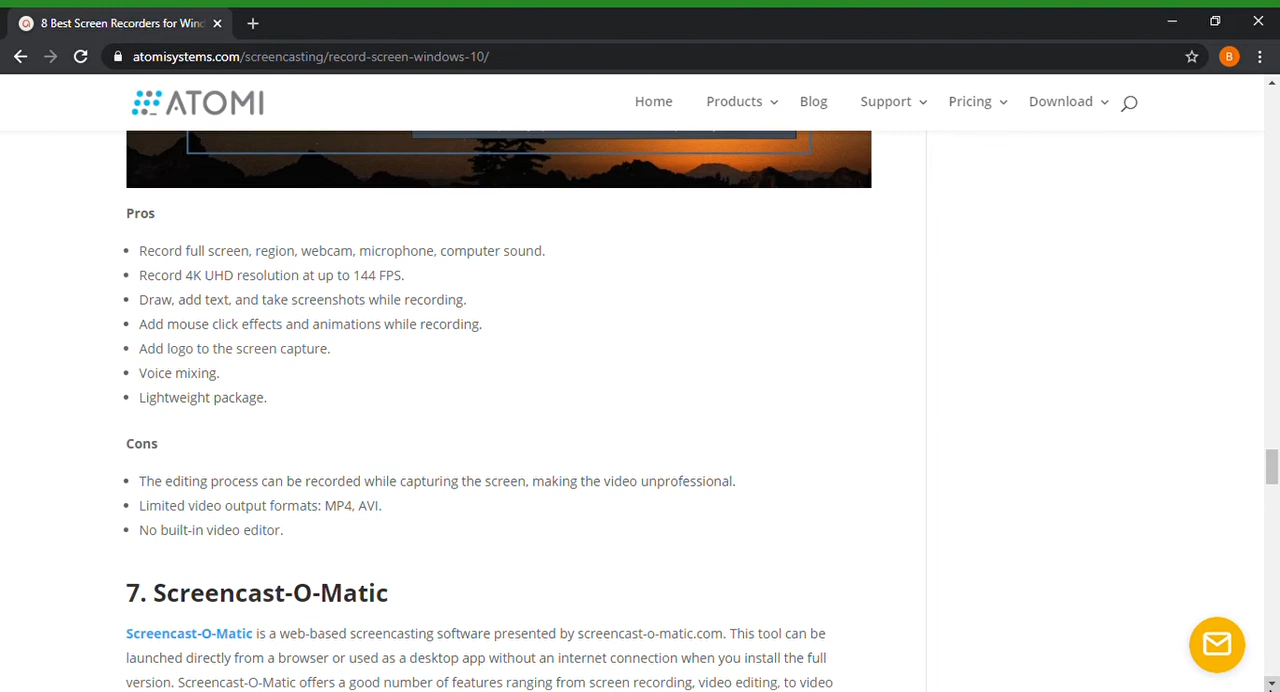 8 Best Screen Recorders for Wind
atomisystems.com/screencasting/record-screen-windows-10/
B
ATOMI
Home Products Blog Support Pricing Download
Pros
• Record full screen, region, webcam, microphone, computer sound.
• Record 4K UHD resolution at up to 144 FPS.
• Draw, add text, and take screenshots while recording.
• Add mouse click effects and animations while recording.
• Add logo to the screen capture.
• Voice mixing.
• Lightweight package.
Cons
• The editing process can be recorded while capturing the screen, making the video unprofessional.
• Limited video output formats: MP4, AVI.
• No built-in video editor.
7. Screencast-O-Matic
Screencast-O-Matic is a web-based screencasting software presented by screencast-o-matic.com. This tool can be
launched directly from a browser or used as a desktop app without an internet connection when you install the full
version. Screencast-O-Matic offers a good number of features ranging from screen recording, video editing, to video